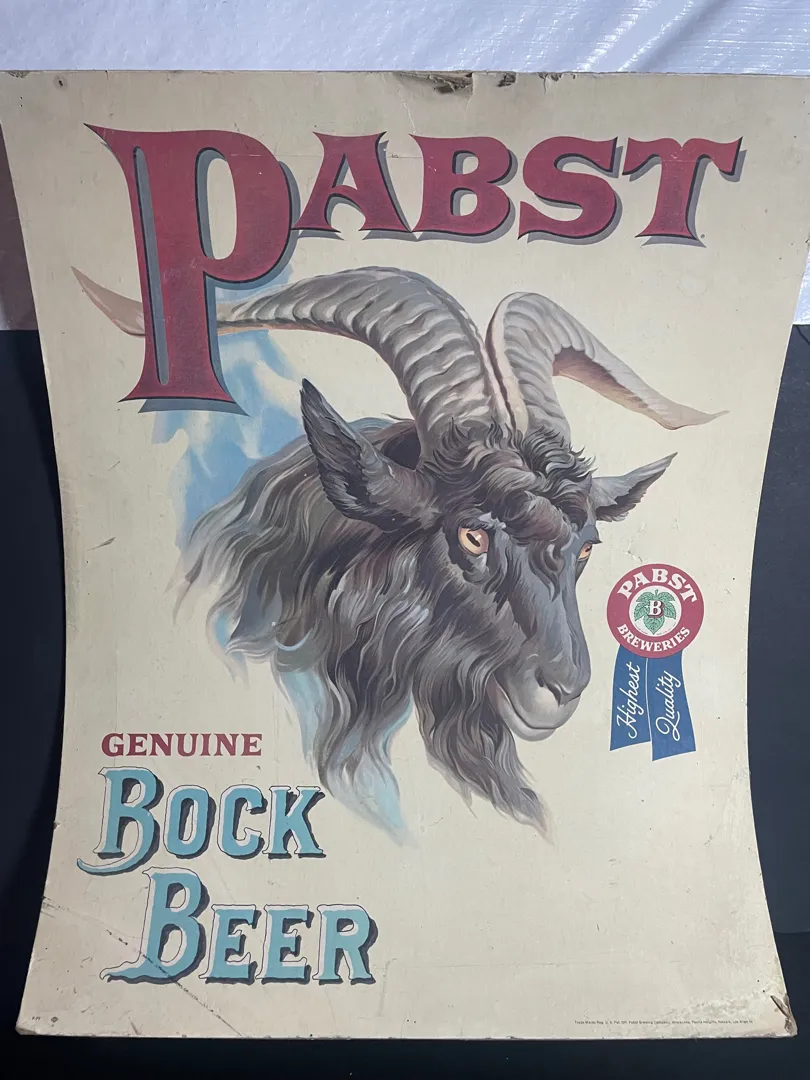 PABST
PABST
B
BREWERIES
Highest
Quality
GENUINE
BOCK
BEER